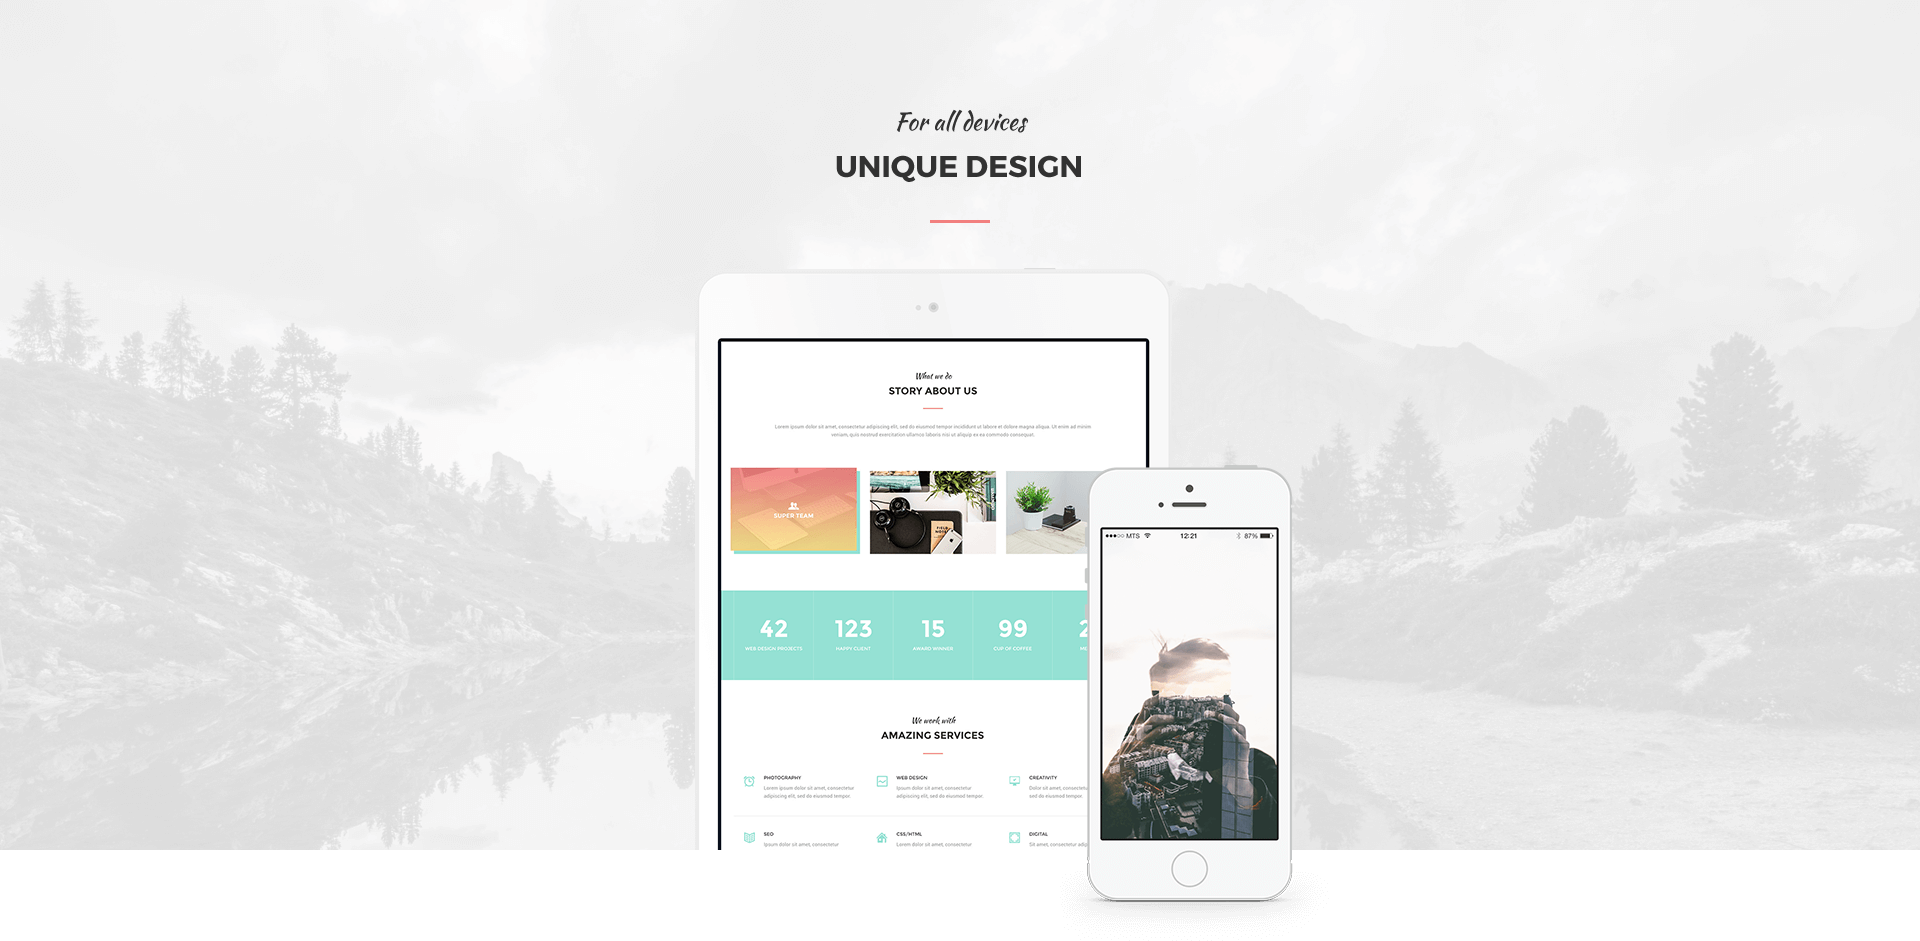 For all devices
UNIQUE DESIGN
What we do
STORY ABOUT US
Lorem ipsum dolor sit amet, consectetur adipiscing elit, sed do eiusmod tempor incididunt ut labore et dolore magna aliqua. Ut enim ad minim
veniam, quis nostrud exercitation ullamco laboris nisi ut aliquip ex ea commodo consequat.
SUPER TEAM
FIELD NOTES
42
WEB DESIGN PROJECTS
123
HAPPY CLIENT
15
AWARD WINNER
99
CUP OF COFFEE
2
We work with
AMAZING SERVICES
PHOTOGRAPHY
Lorem ipsum dolor sit amet, consectetur
adipiscing elit, sed do eiusmod tempor.
WEB DESIGN
Ipsum dolor sit amet, consectetur
adipiscing elit, sed do eiusmod tempor.
CREATIVITY
Dolor sit amet, consectetu
sed do eiusmod tempor.
SEO
Ipsum dolor sit amet, consectetur
CSS/HTML
Lorem dolor sit amet, consectetur
DIGITAL
Sit amet, consectetur adip
MTS 12:21 87%